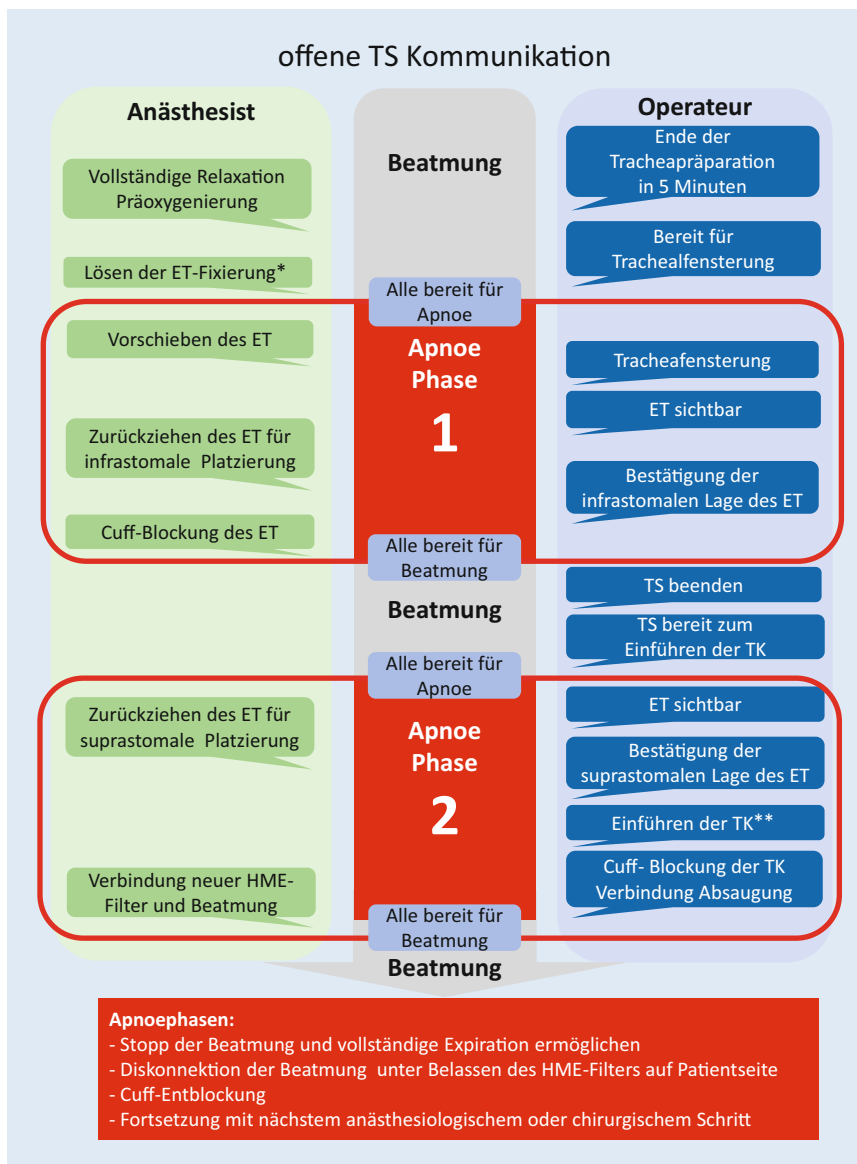 offene TS Kommunikation
Anästhesist
Beatmung
Operateur
Ende der
Tracheapräparation
in 5 Minuten
Vollständige Relaxation
Präoxygenierung
Bereit für
Trachealfensterung
Lösen der ET-Fixierung*
Alle bereit für
Apnoe
Vorschieben des ET
Apnoe
Phase
1
Tracheafensterung
ET sichtbar
Zurückziehen des ET für
infrastomale Platzierung
Bestätigung der
infrastomalen Lage des ET
Cuff-Blockung des ET
Alle bereit für
Beatmung
Beatmung
TS beenden
TS bereit zum
Einführen der TK
Alle bereit für
Apnoe
Zurückziehen des ET für
suprastomale Platzierung
Apnoe
Phase
2
ET sichtbar
Bestätigung der
suprastomalen Lage des ET
Einführen der TK**
Cuff- Blockung der TK
Verbindung Absaugung
Verbindung neuer HME-
Filter und Beatmung
Alle bereit für
Beatmung
Beatmung
Apnoephasen:
- Stopp der Beatmung und vollständige Expiration ermöglichen
- Diskonnektion der Beatmung unter Belassen des HME-Filters auf Patientseite
- Cuff-Entblockung
- Fortsetzung mit nächstem anästhesiologischem oder chirurgischem Schritt